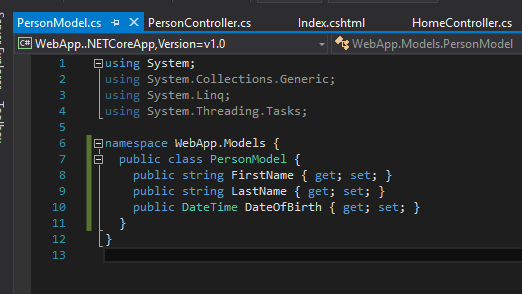 PersonModel.cs
PersonController.cs
Index.cshtml
HomeController.cs
C# WebApp..NETCoreApp,Version=v1.0
WebApp.Models.PersonModel
1 using System;
2 using System.Collections.Generic;
3 using System.Linq;
4 using System.Threading.Tasks;
5
6 namespace WebApp.Models {
7 public class PersonModel {
8 public string FirstName { get; set; }
9 public string LastName { get; set; }
10 public DateTime DateOfBirth { get; set; }
11 }
12 }
13
Toolbox